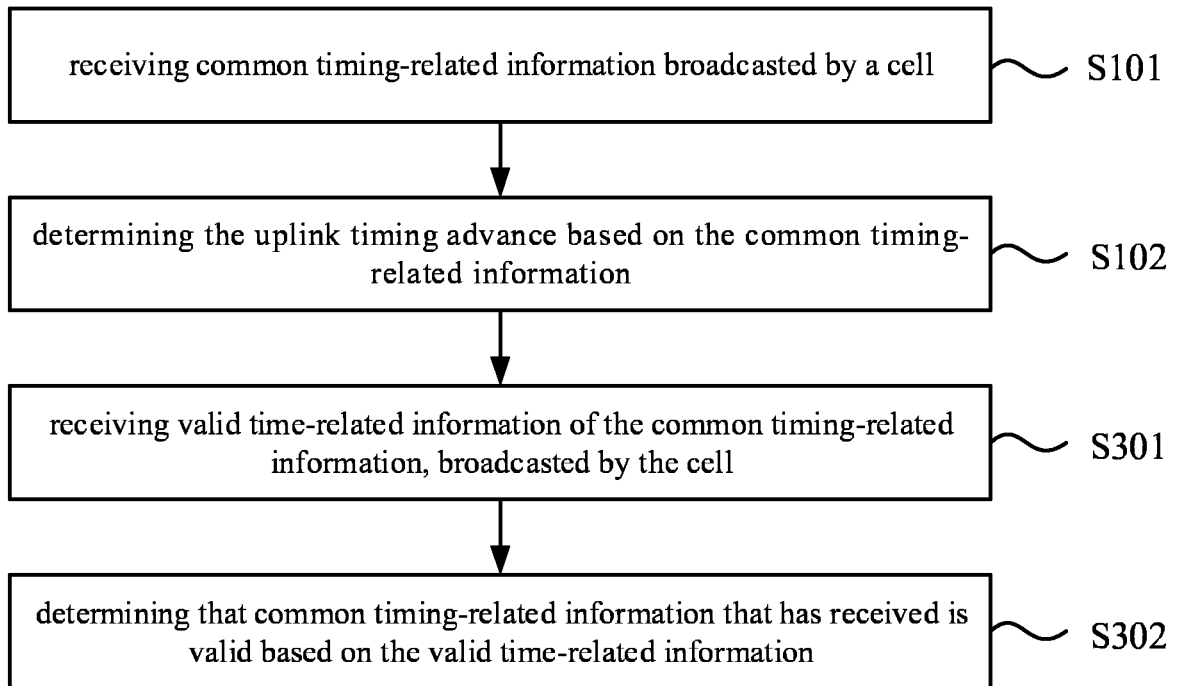 receiving common timing-related information broadcasted by a cell
S101
determining the uplink timing advance based on the common timing-
related information
S102
receiving valid time-related information of the common timing-related
information, broadcasted by the cell
S301
determining that common timing-related information that has received is
valid based on the valid time-related information
S302